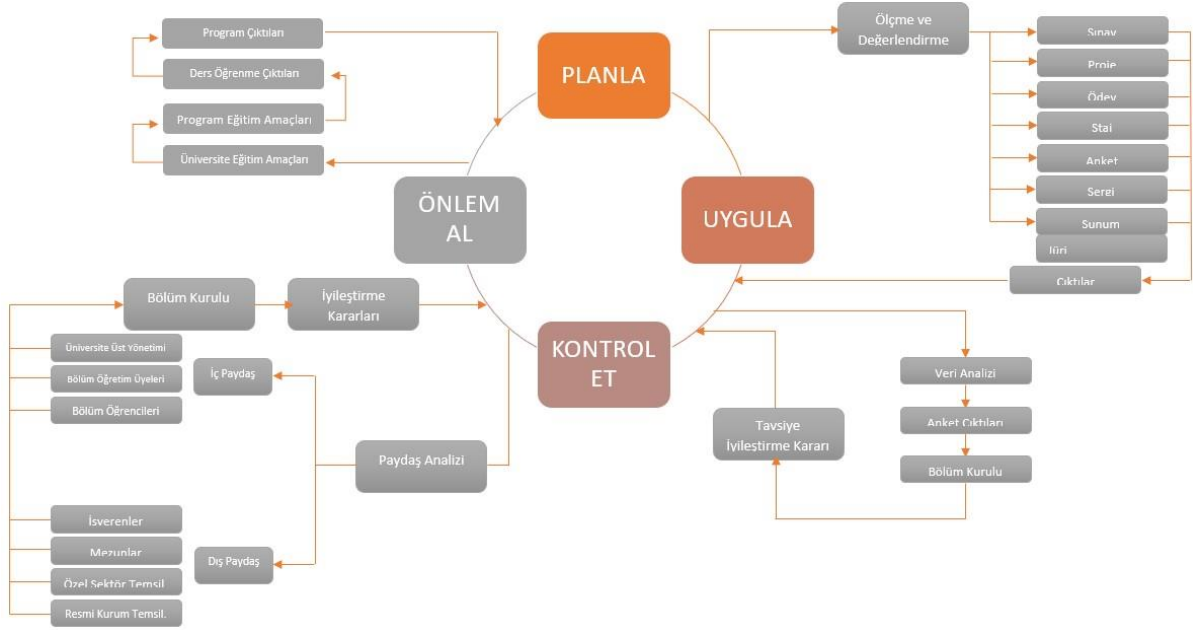 Program Çıktıları
Ders Öğrenme Çıktıları
Program Eğitim Amaçları
Üniversite Eğitim Amaçları
PLANLA
Ölçme ve
Değerlendirme
Sınav
Proje
Ödev
Staj
Anket
Sergi
Sunum
Jüri
Çıktılar
ÖNLEM
AL
UYGULA
KONTROL
ET
Bölüm Kurulu
İyileştirme
Kararları
Üniversite Üst Yönetimi
Bölüm Öğretim Üyeleri
Bölüm Öğrencileri
İç Paydaş
Paydaş Analizi
İşverenler
Mezunlar
Özel Sektör Temsil.
Resmi Kurum Temsil.
Dış Paydaş
Tavsiye
İyileştirme Kararı
Veri Analizi
Anket Çıktıları
Bölüm Kurulu